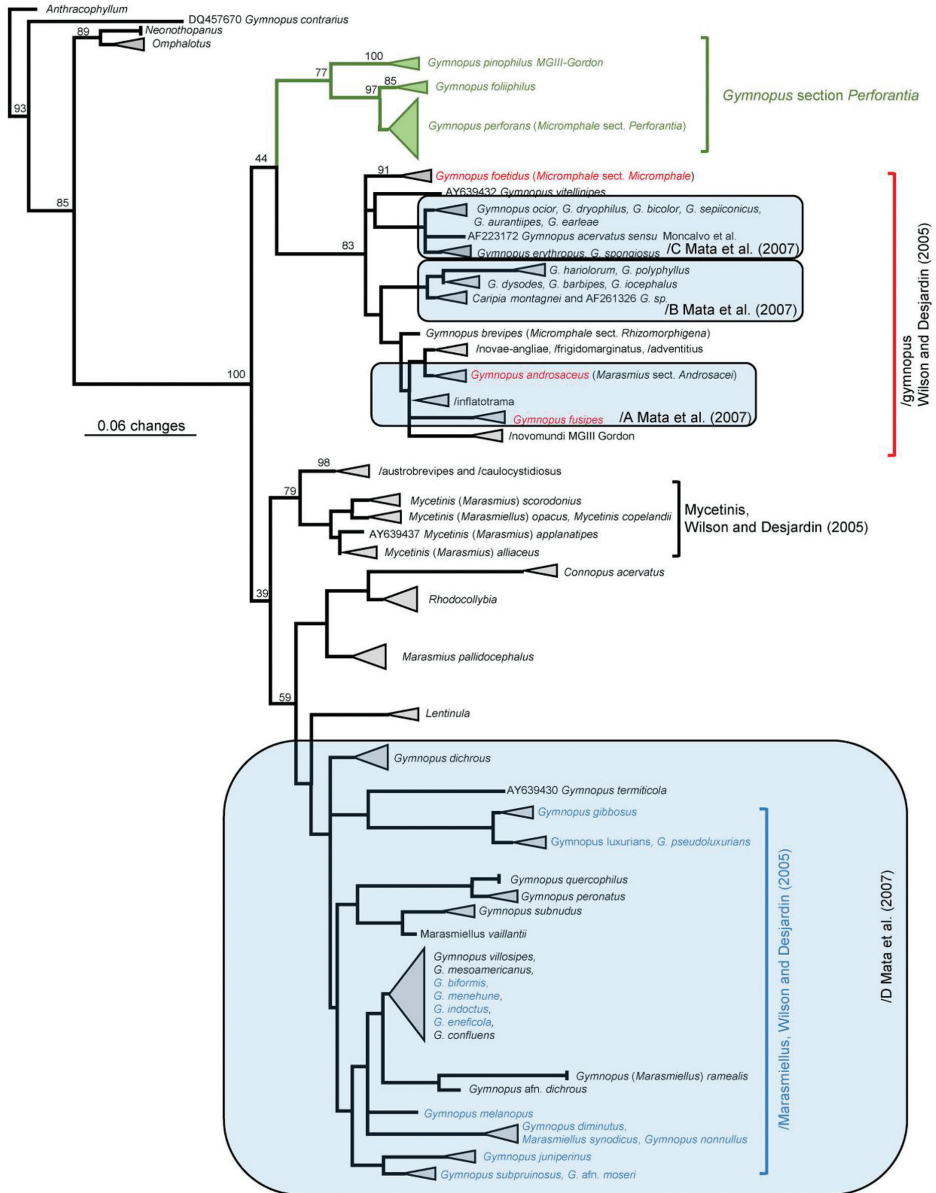 Anthracophyllum
DQ457670 Gymnopus contrarius
89
Neonothopanus
Omphalotus
93
100
Gymnopus pinophilus MGIII-Gordon
77
85
Gymnopus foliiphilus
97
Gymnopus section Perforantia
Gymnopus perforans (Micromphale sect. Perforantia)
44
91
Gymnopus foetidus (Micromphale sect. Micromphale)
AY639432 Gymnopus vitellinipes
85
Gymnopus ocior, G. dryophilus, G. bicolor, G. sepiiconicus,
G. aurantiipes, G. earleae
AF223172 Gymnopus acervatus sensu Moncalvo et al.
83
Gymnopus erythropus, G. spongiosus
/C Mata et al. (2007)
G. hariolorum, G. polyphyllus
G. dysodes, G. barbipes, G. iocephalus
Caripia montagnei and AF261326 G. sp.
/B Mata et al. (2007)
Gymnopus brevipes (Micromphale sect. Rhizomorphigena)
/novae-angliae, /frigidomarginatus, /adventitius
Gymnopus androsaceus (Marasmius sect. Androsacei)
100
/inflatotrama
Gymnopus fusipes
/A Mata et al. (2007)
/novomundi MGIII Gordon
/gymnopus
Wilson and Desjardin (2005)
0.06 changes
98
/austrobrevipes and /caulocystidiosus
79
Mycetinis (Marasmius) scorodonius
Mycetinis (Marasmiellus) opacus, Mycetinis copelandii
AY639437 Mycetinis (Marasmius) applanatipes
Mycetinis (Marasmius) alliaceus
Mycetinis,
Wilson and Desjardin (2005)
Connopus acervatus
39
Rhodocollybia
Marasmius pallidocephalus
59
Lentinula
Gymnopus dichrous
AY639430 Gymnopus termiticola
Gymnopus gibbosus
Gymnopus luxurians, G. pseudoluxurians
Gymnopus quercophilus
Gymnopus peronatus
Gymnopus subnudus
Marasmiellus vaillantii
Gymnopus villosipes,
G. mesoamericanus,
G. biformis,
G. menehune,
G. indoctus,
G. eneficola,
G. confluens
Gymnopus (Marasmiellus) ramealis
Gymnopus afn. dichrous
Gymnopus melanopus
Gymnopus diminutus,
Marasmiellus synodicus, Gymnopus nonnullus
Gymnopus juniperinus
Gymnopus subpruinosus, G. afn. moseri
/Marasmiellus, Wilson and Desjardin (2005)
/D Mata et al. (2007)